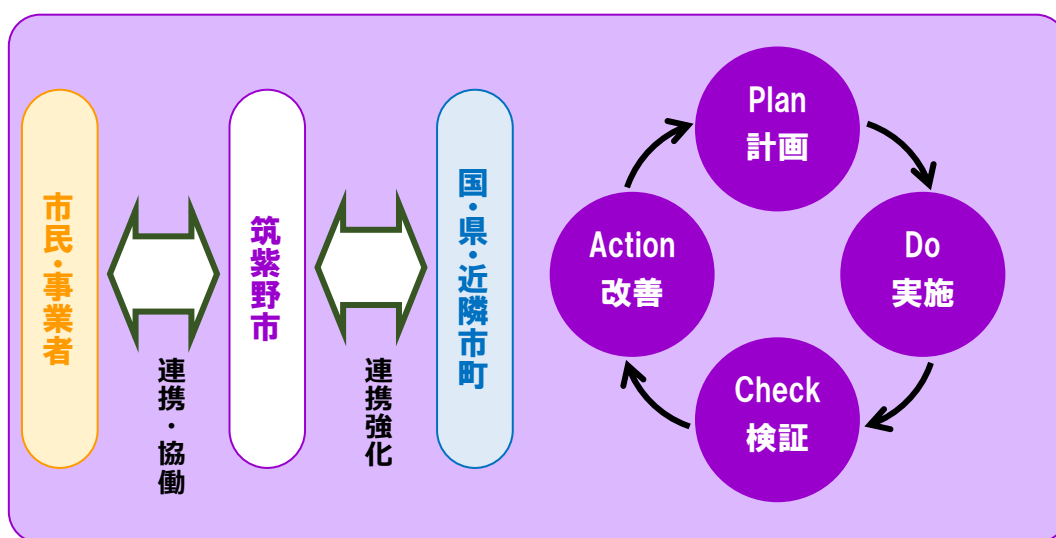 市民・事業者
連携・協働
筑紫野市
連携強化
国・県・近隣市町
Plan
計画
Do
実施
Check
検証
Action
改善